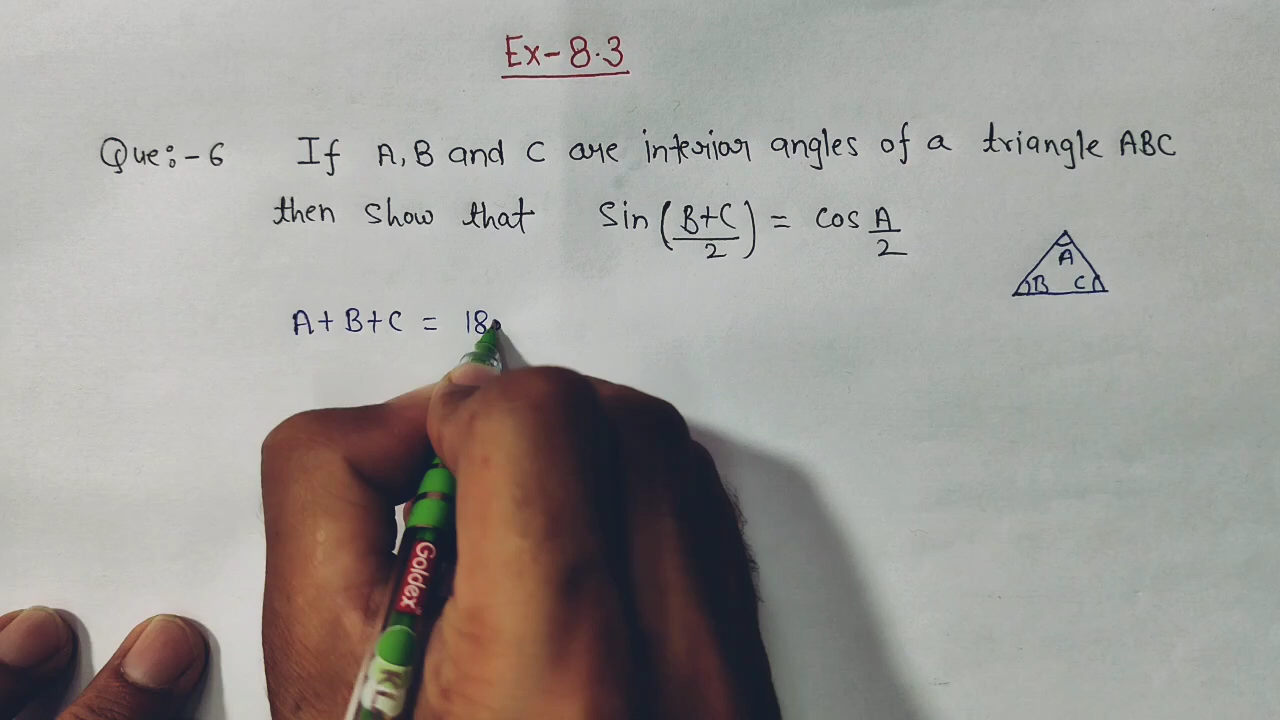 Ex-8.3
Que:-6 If A, B and C are interior angles of a triangle ABC
then show that Sin (B+C/2) = cos A/2
A
B C
A+B+C = 18
Goldex
KL